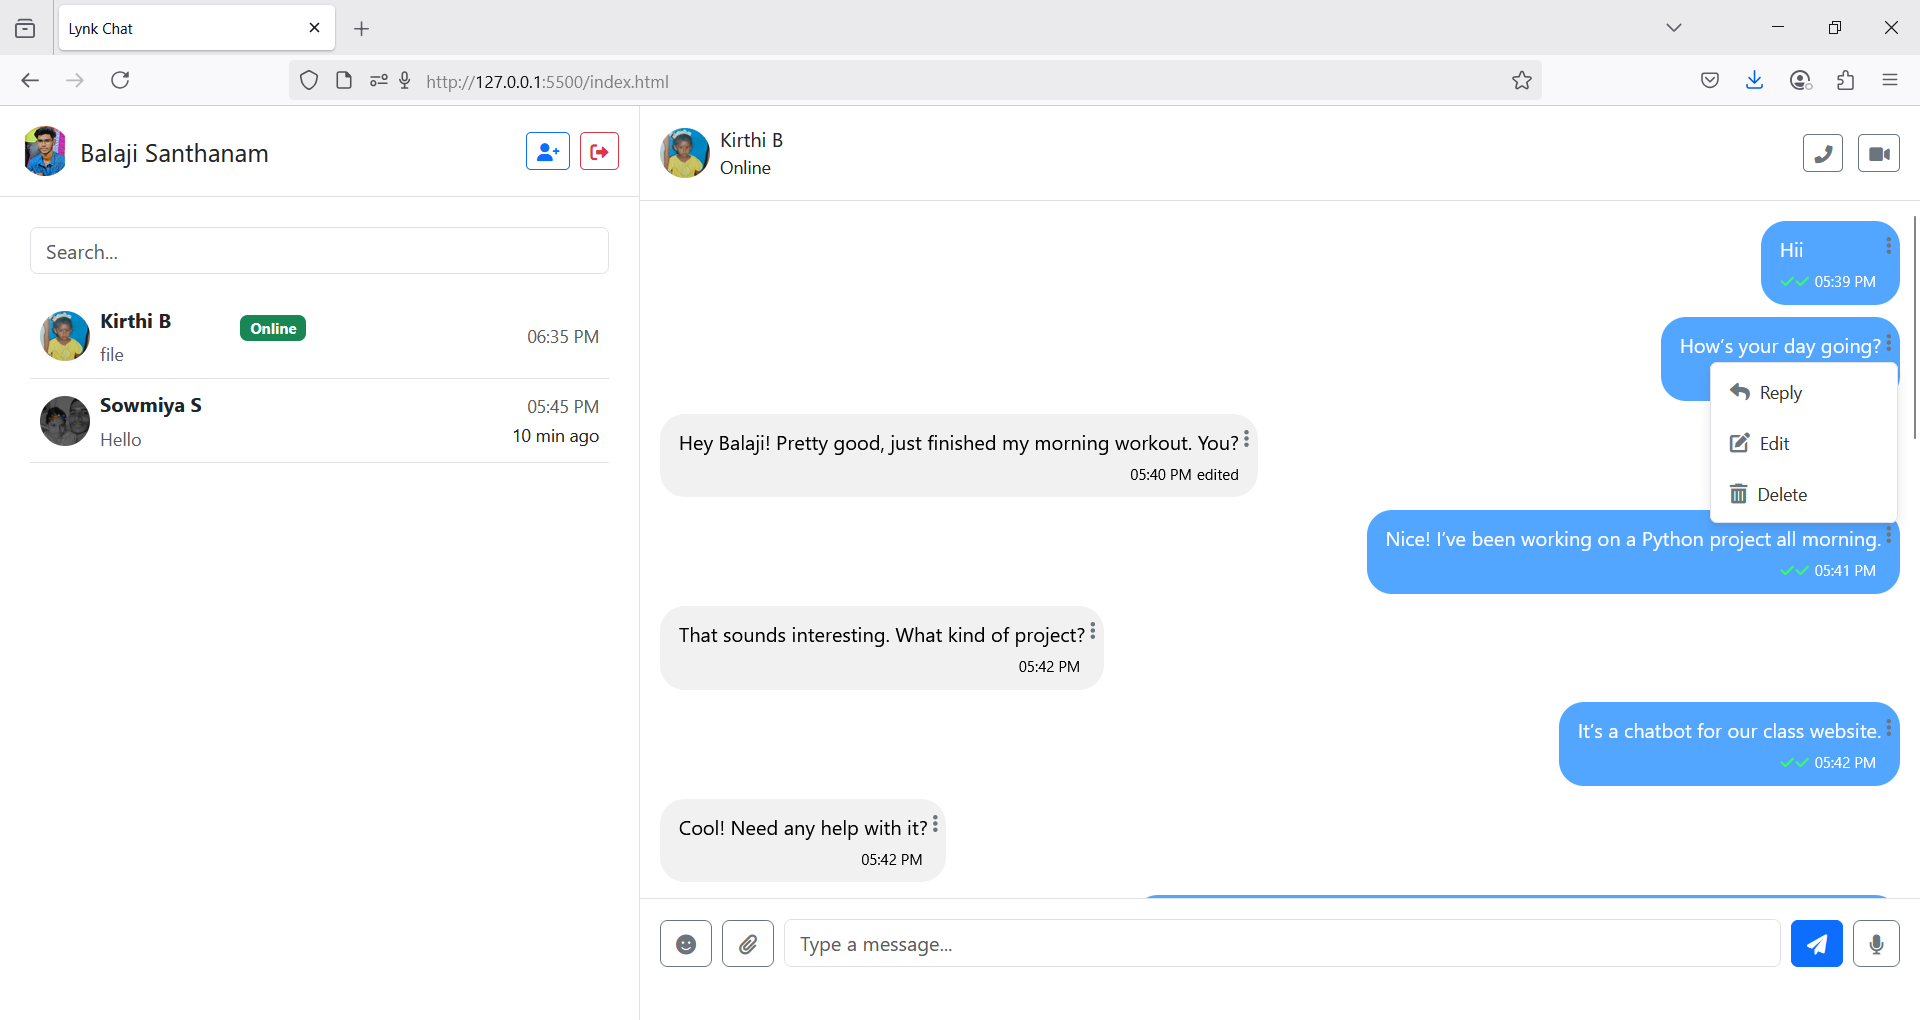 Lynk Chat
http://127.0.0.1:5500/index.html
Balaji Santhanam
Search...
Kirthi B
Online
06:35 PM
file
Sowmiya S
05:45 PM
Hello
10 min ago
Kirthi B
Online
Hii
05:39 PM
How’s your day going?
Reply
Edit
Delete
Hey Balaji! Pretty good, just finished my morning workout. You?
05:40 PM edited
Nice! I’ve been working on a Python project all morning.
05:41 PM
That sounds interesting. What kind of project?
05:42 PM
It’s a chatbot for our class website.
05:42 PM
Cool! Need any help with it?
05:42 PM
Type a message...